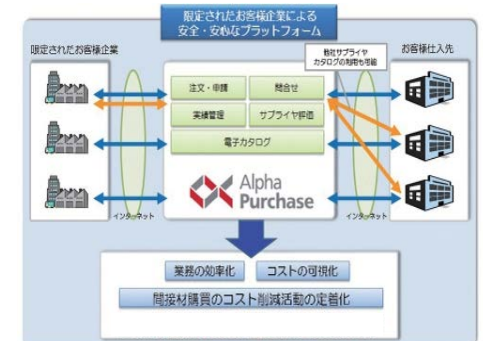 限定されたお客様企業による
安全・安心なプラットフォーム
限定されたお客様企業
他社サプライヤ
カタログの利用も可能
お客様仕入先
注文・申請
問合せ
実績管理
サプライヤ評価
電子カタログ
Alpha
Purchase
インターネット
インターネット
業務の効率化
コストの可視化
間接材購買のコスト削減活動の定着化